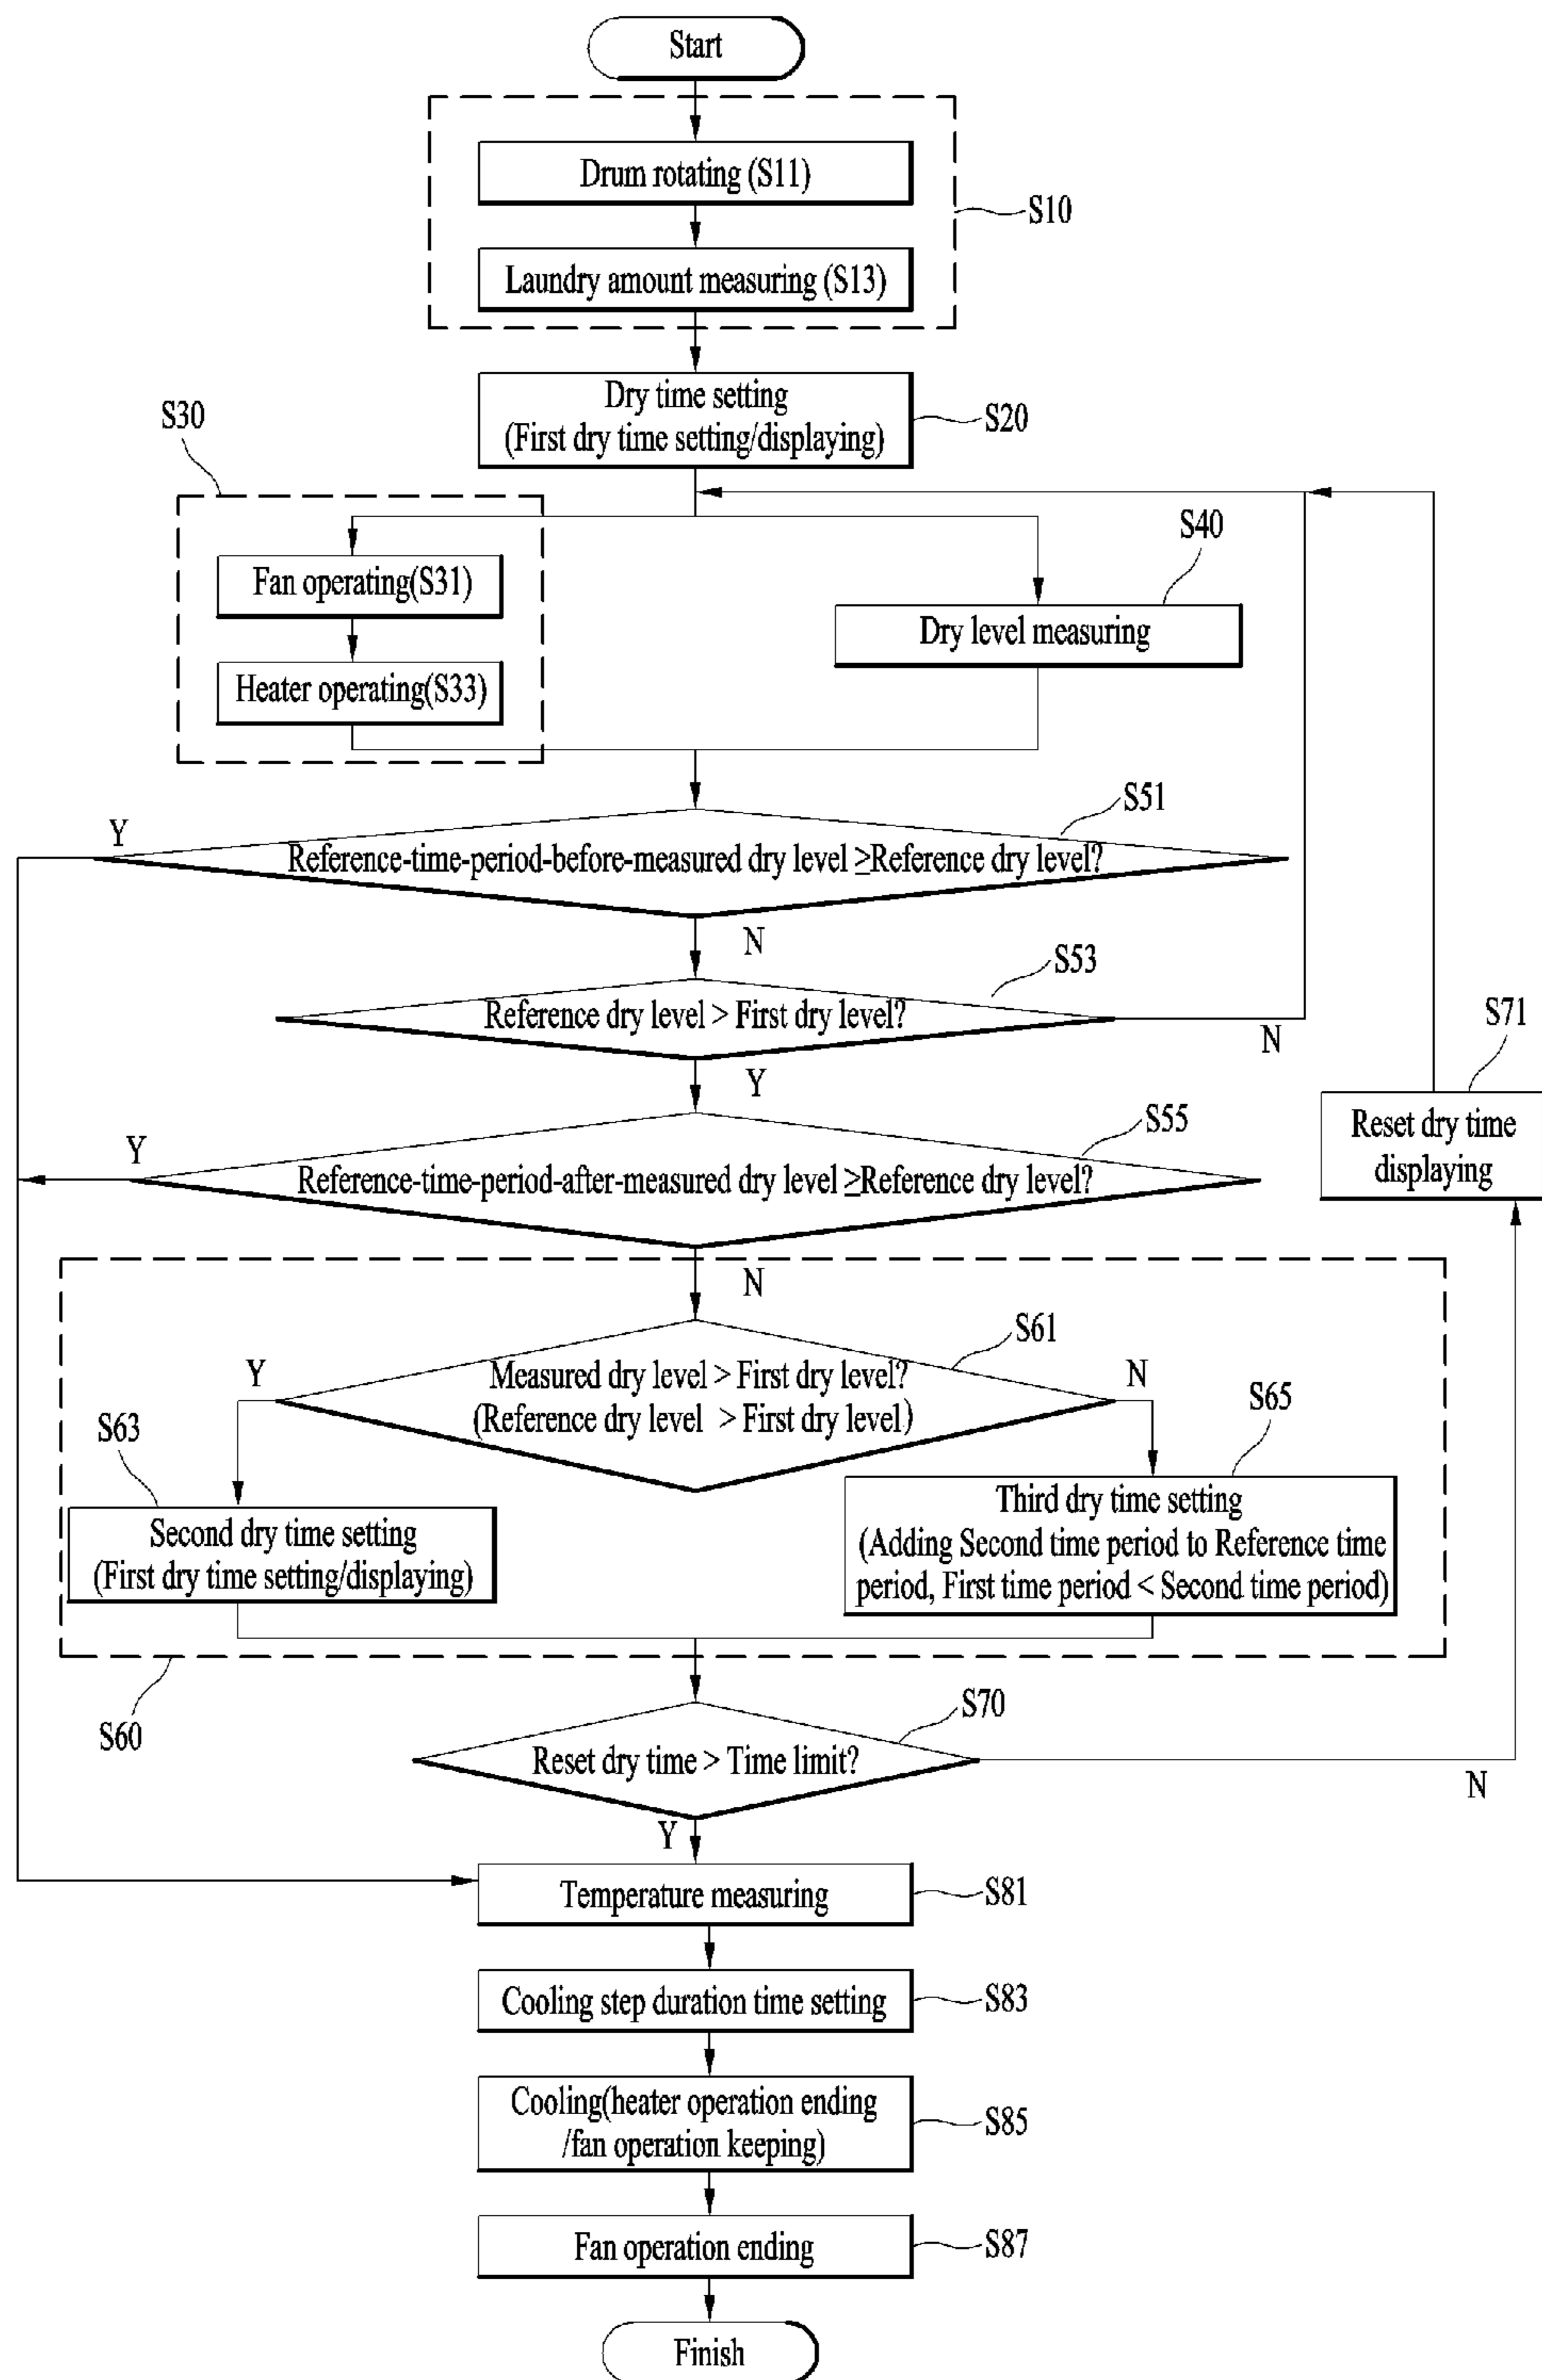 Start
Drum rotating (S11)
S10
Laundry amount measuring (S13)
Dry time setting
(First dry time setting/displaying)
S20
S30
S40
Fan operating(S31)
Dry level measuring
Heater operating(S33)
S51
Y
Reference-time-period-before-measured dry level ≥Reference dry level?
N
S53
Reference dry level > First dry level?
N
Y
S71
Reset dry time
displaying
S55
Y
Reference-time-period-after-measured dry level ≥Reference dry level?
N
S61
Y
Measured dry level > First dry level?
(Reference dry level > First dry level)
N
S63
S65
Second dry time setting
(First dry time setting/displaying)
Third dry time setting
(Adding Second time period to Reference time
period, First time period < Second time period)
S60
S70
Reset dry time > Time limit?
N
Y
Temperature measuring
S81
Cooling step duration time setting
S83
Cooling(heater operation ending
/fan operation keeping)
S85
Fan operation ending
S87
Finish